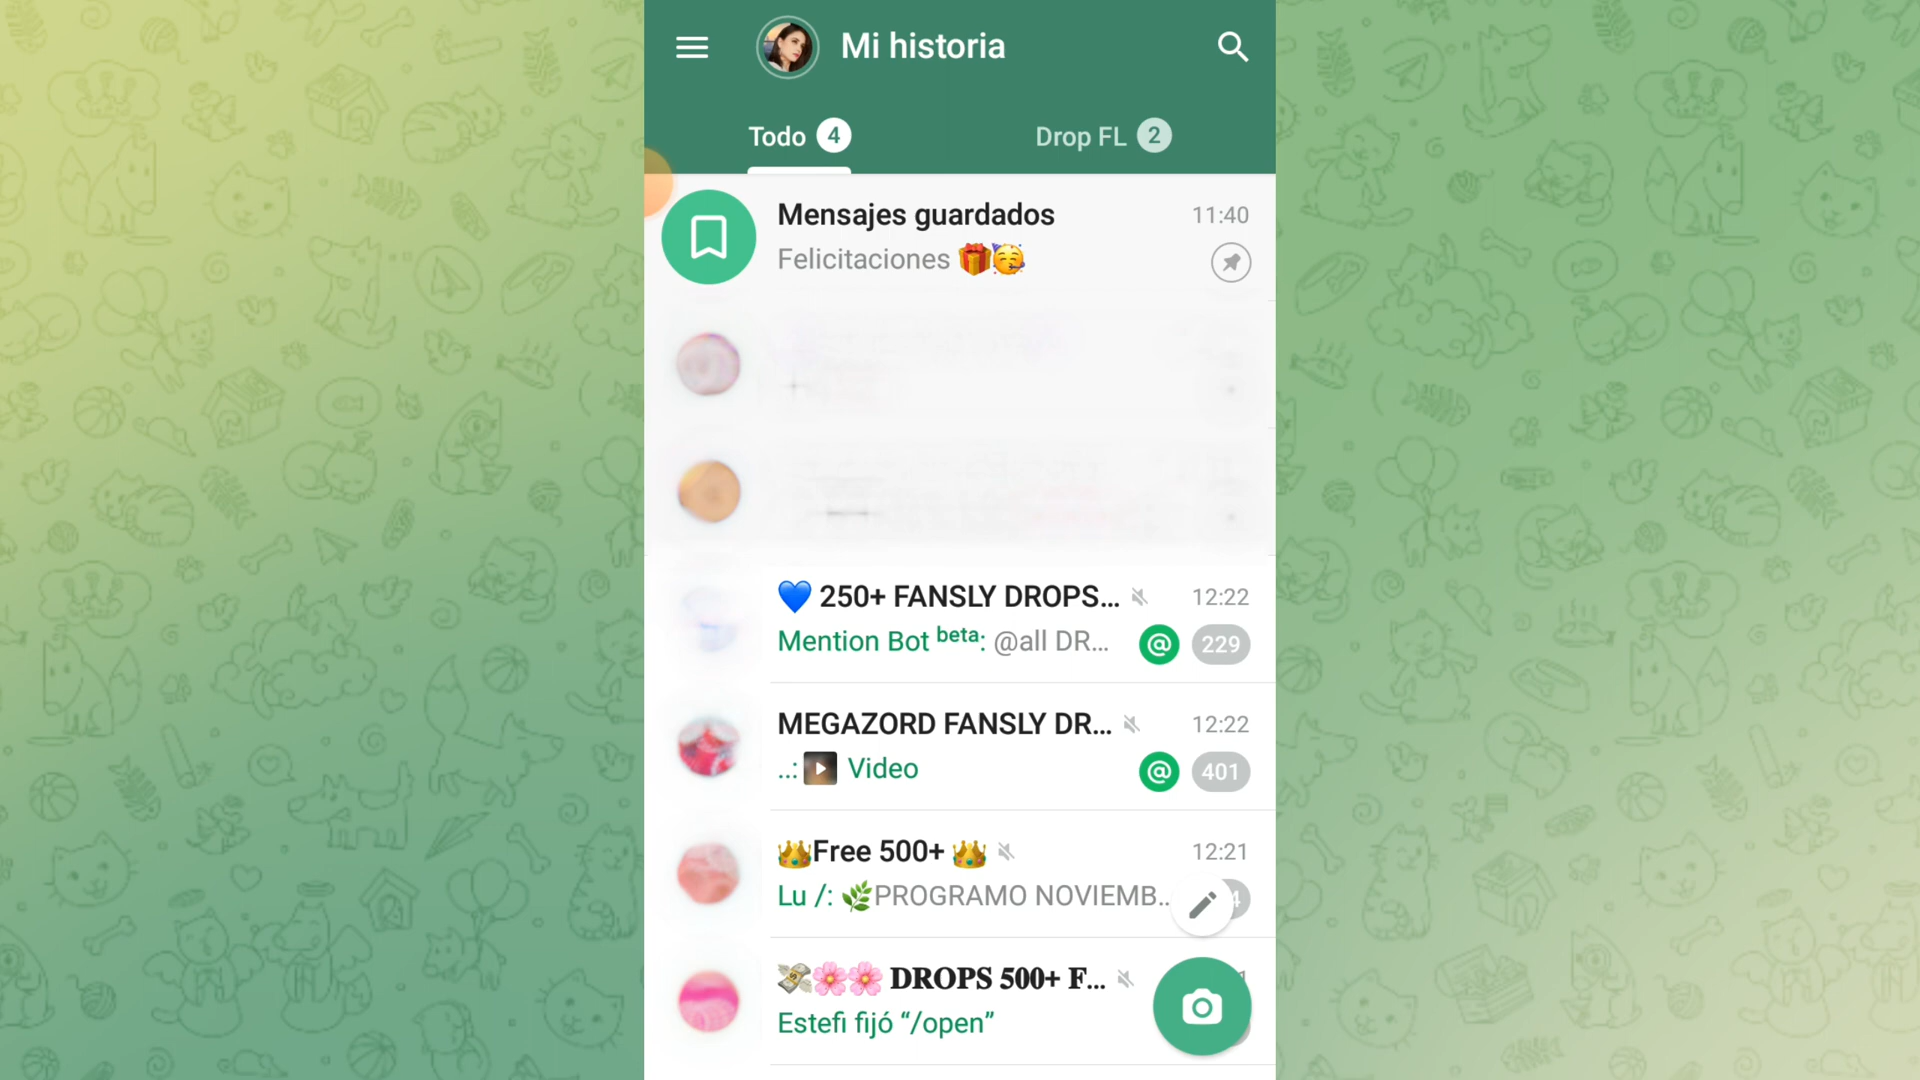 Mi historia
Todo 4
Drop FL 2
Mensajes guardados 11:40
Felicitaciones 🎁🥳
💙 250+ FANSLY DROPS... 12:22
Mention Bot beta: @all DR... @ 229
MEGAZORD FANSLY DR... 12:22
..: Video @ 401
👑Free 500+ 👑 12:21
Lu /: 🌿PROGRAMO NOVIEMB..
💸🌸🌸 DROPS 500+ F...
Estefi fijó “/open”